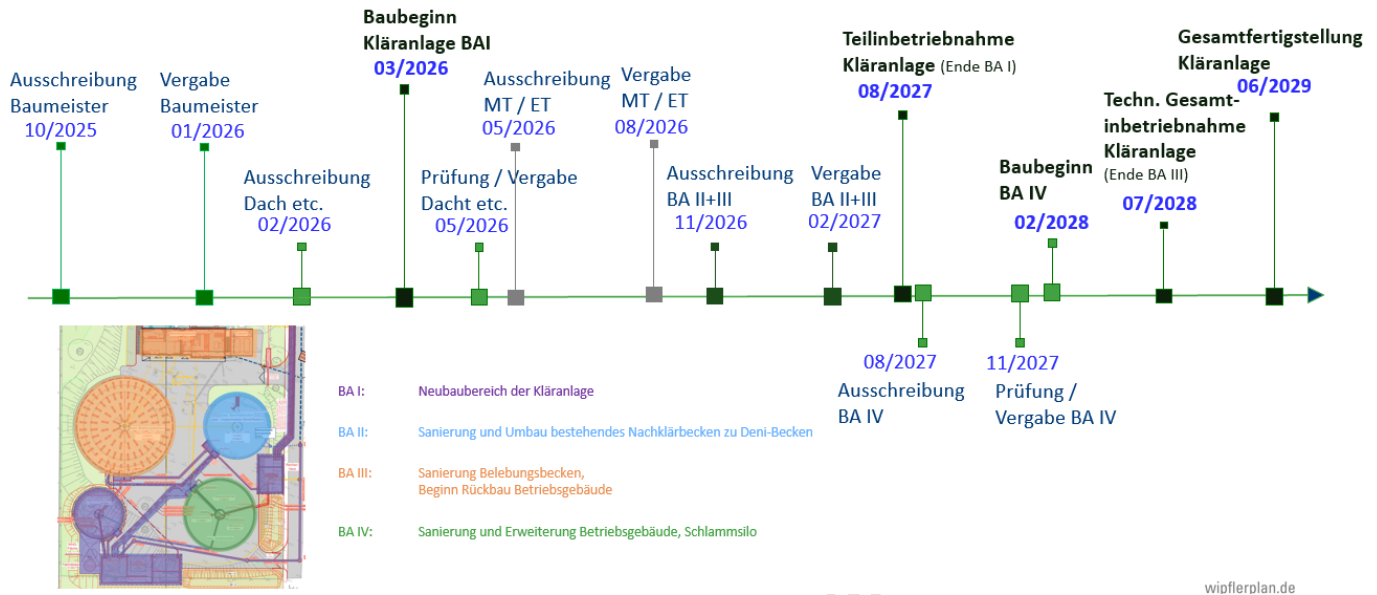 Ausschreibung
Baumeister
10/2025
Vergabe
Baumeister
01/2026
Ausschreibung
Dach etc.
02/2026
Baubeginn
Kläranlage BAI
03/2026
Prüfung / Vergabe
Dacht etc.
05/2026
Ausschreibung
MT / ET
05/2026
Vergabe
MT / ET
08/2026
Ausschreibung
BA II+III
11/2026
Vergabe
BA II+III
02/2027
Teilinbetriebnahme
Kläranlage (Ende BA I)
08/2027
08/2027
Ausschreibung
BA IV
11/2027
Prüfung /
Vergabe BA IV
Baubeginn
BA IV
02/2028
Techn. Gesamt-
inbetriebnahme
Kläranlage
(Ende BA III)
07/2028
Gesamtfertigstellung
Kläranlage
06/2029
BA I: Neubaubereich der Kläranlage
BA II: Sanierung und Umbau bestehendes Nachklärbecken zu Deni-Becken
BA III: Sanierung Belebungsbecken,
Beginn Rückbau Betriebsgebäude
BA IV: Sanierung und Erweiterung Betriebsgebäude, Schlammsilo
wipflerplan.de